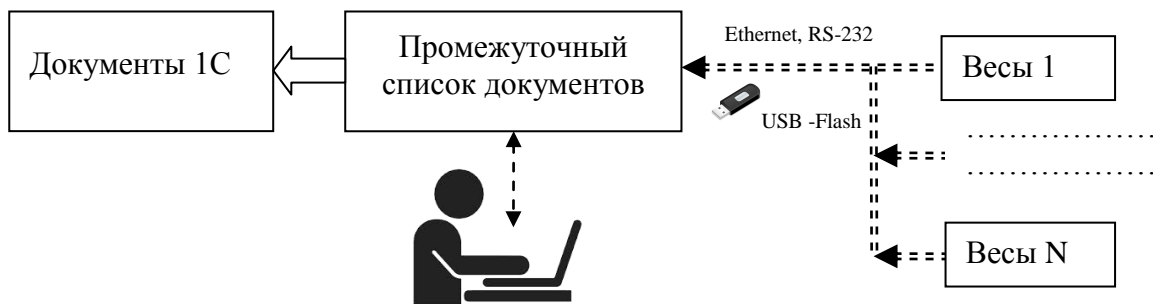 Документы 1С
Промежуточный
список документов
Ethernet, RS-232
USB -Flash
Весы 1
Весы N